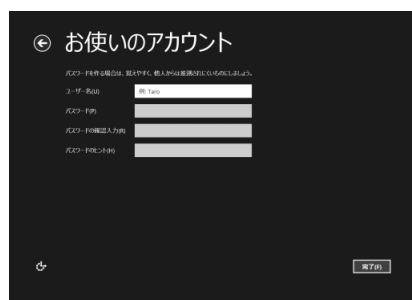 お使いのアカウント
パスワードを作る場合は、覚えやすく、他人からは推測されにくいものにしましょう。
ユーザー名(U)
例: Taro
パスワード(P)
パスワードの確認入力(R)
パスワードのヒント(H)
完了(F)